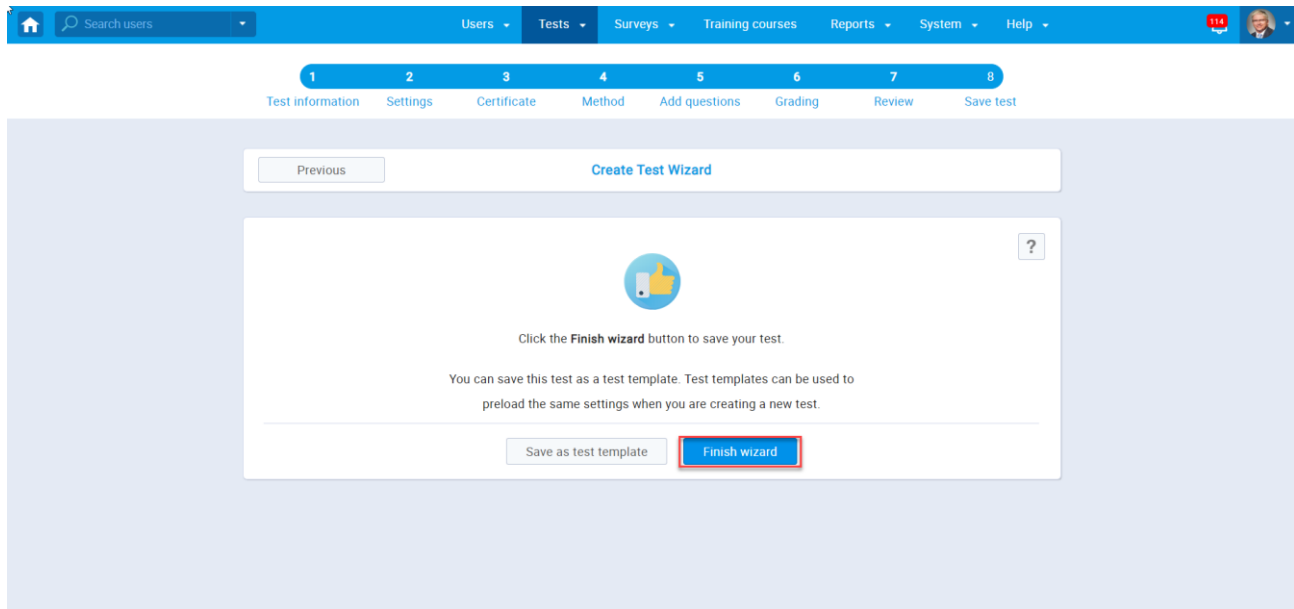 Search users
Users
Tests
Surveys
Training courses
Reports
System
Help
114
1 2 3 4 5 6 7 8
Test information Settings Certificate Method Add questions Grading Review Save test
Previous
Create Test Wizard
?
Click the Finish wizard button to save your test.
You can save this test as a test template. Test templates can be used to
preload the same settings when you are creating a new test.
Save as test template
Finish wizard